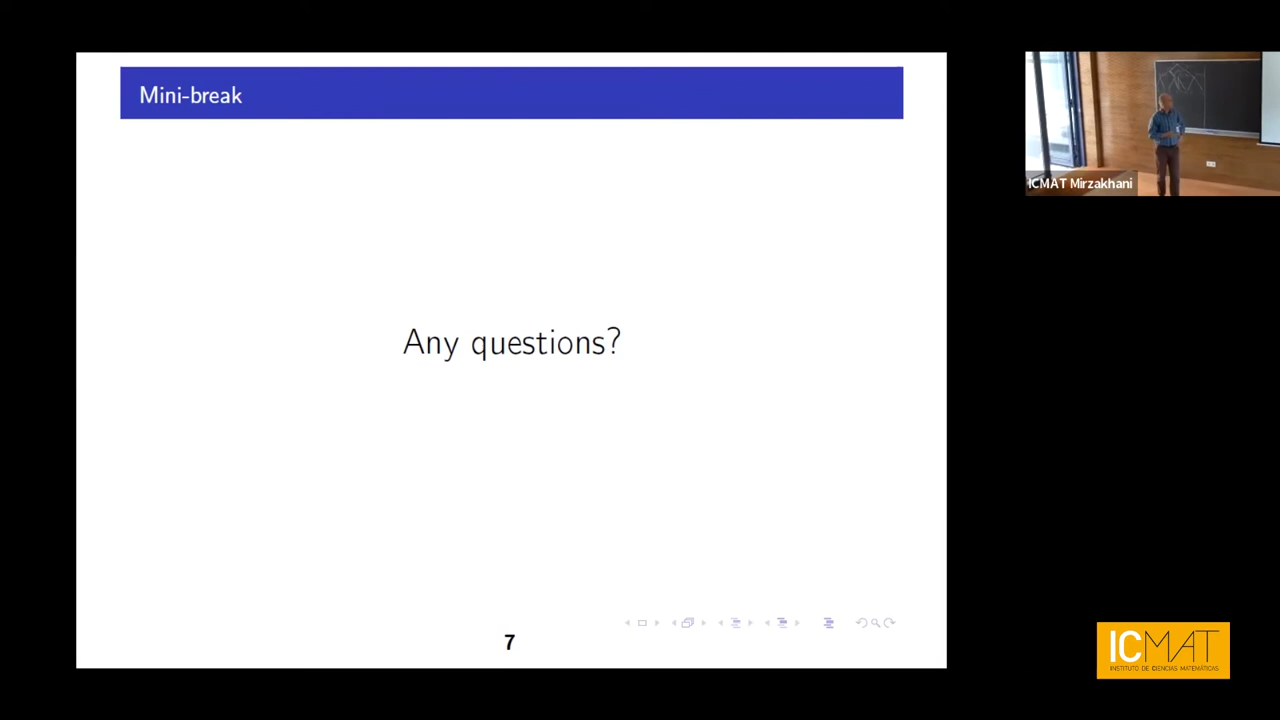 Mini-break
Any questions?
7
ICMAT Mirzakhani
ICMAT
INSTITUTO DE CIENCIAS MATEMÁTICAS